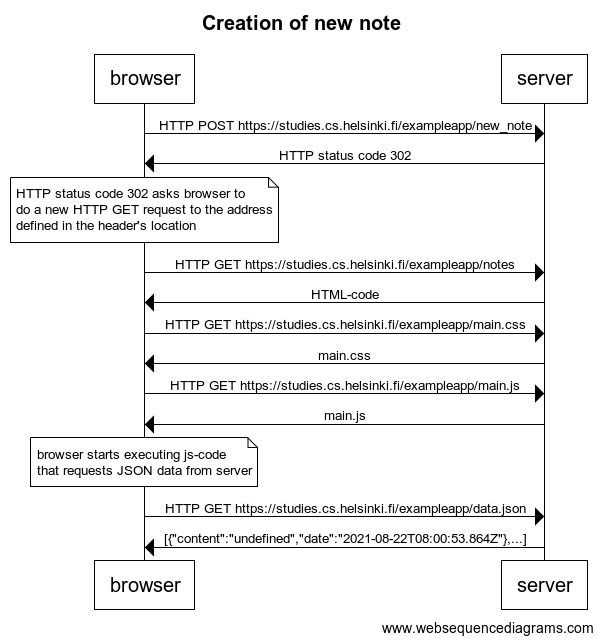 Creation of new note
browser
server
HTTP POST https://studies.cs.helsinki.fi/exampleapp/new_note
HTTP status code 302
HTTP status code 302 asks browser to
do a new HTTP GET request to the address
defined in the header's location
HTTP GET https://studies.cs.helsinki.fi/exampleapp/notes
HTML-code
HTTP GET https://studies.cs.helsinki.fi/exampleapp/main.css
main.css
HTTP GET https://studies.cs.helsinki.fi/exampleapp/main.js
main.js
browser starts executing js-code
that requests JSON data from server
HTTP GET https://studies.cs.helsinki.fi/exampleapp/data.json
[{"content":"undefined","date":"2021-08-22T08:00:53.864Z"},...]
browser
server
www.websequencediagrams.com